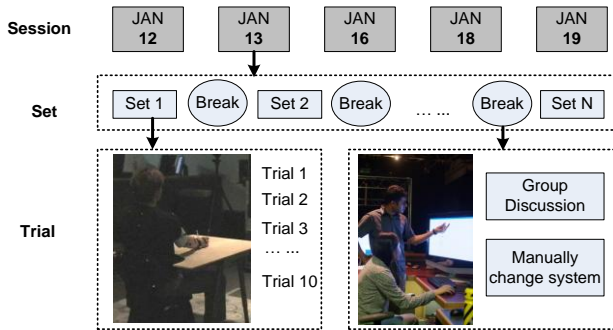 Session
JAN
12
JAN
13
JAN
16
JAN
18
JAN
19
Set
Set 1
Break
Set 2
Break
... ...
Break
Set N
Trial
Trial 1
Trial 2
Trial 3
... ...
Trial 10
Group
Discussion
Manually
change system